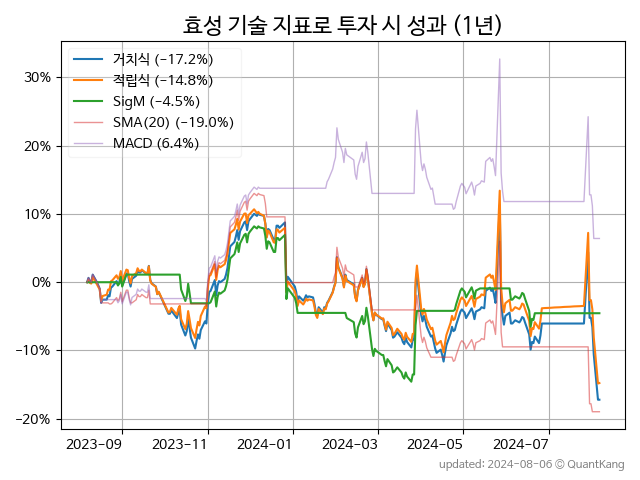 효성 기술 지표로 투자 시 성과 (1년)
거치식 (−17.2%)
적립식 (−14.8%)
SigM (−4.5%)
SMA(20) (−19.0%)
MACD (6.4%)
30%
20%
10%
0%
−10%
−20%
2023-09 2023-11 2024-01 2024-03 2024-05 2024-07
updated: 2024-08-06 © QuantKang